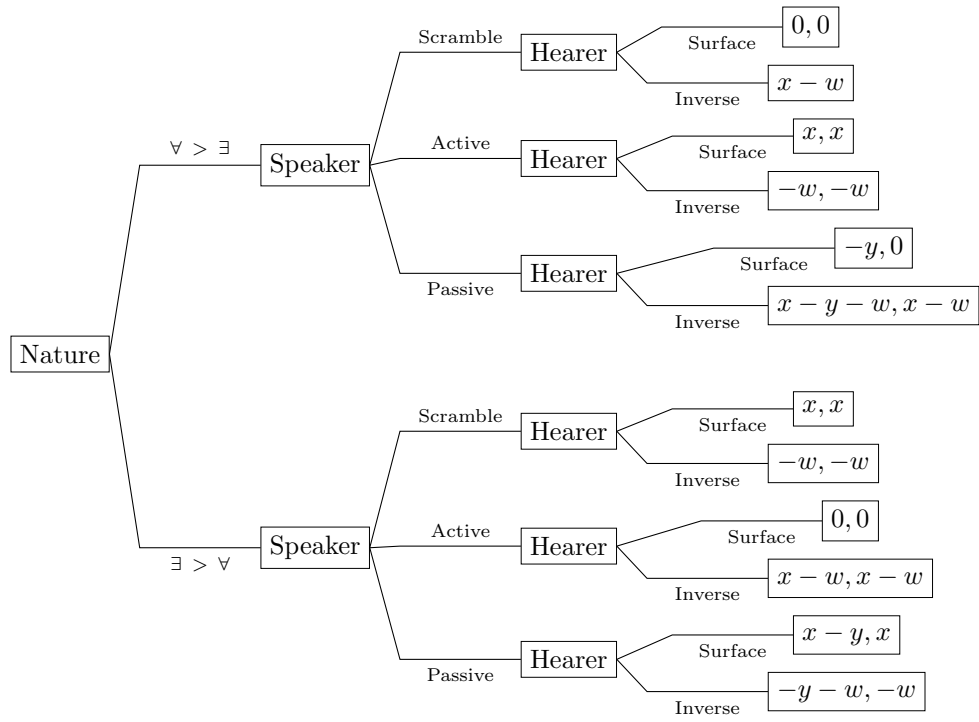 0, 0
Scramble
Hearer
Surface
x − w
Inverse
x, x
∀ > ∃
Active
Speaker
Hearer
Surface
−w, −w
Inverse
−y, 0
Passive
Hearer
Surface
x − y − w, x − w
Inverse
Nature
x, x
Scramble
Hearer
Surface
−w, −w
Inverse
0, 0
Active
Speaker
Hearer
Surface
∃ > ∀
x − w, x − w
Inverse
x − y, x
Passive
Hearer
Surface
−y − w, −w
Inverse